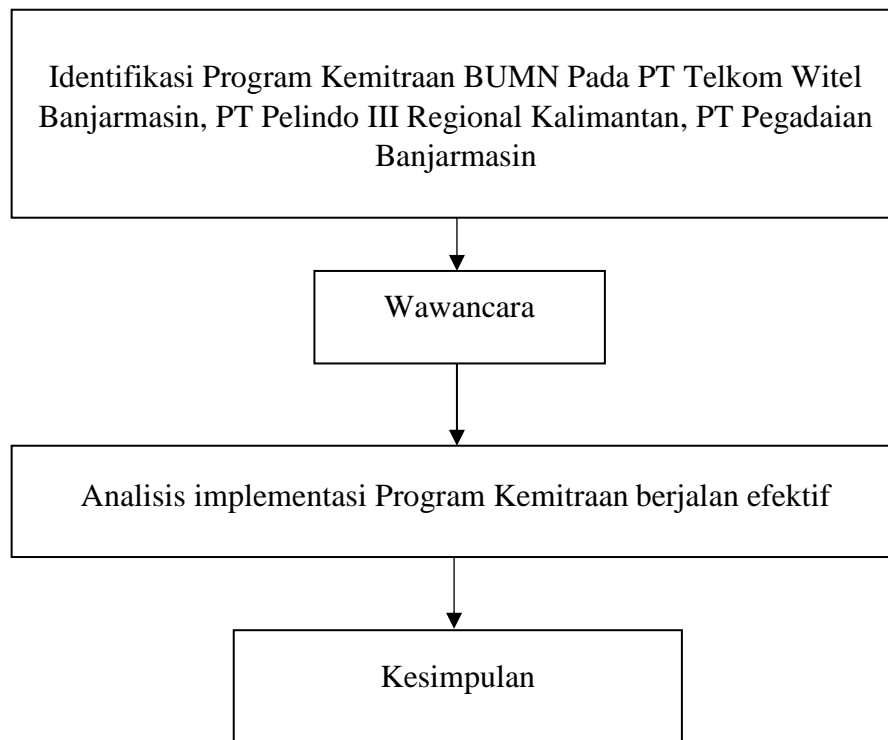 Identifikasi Program Kemitraan BUMN Pada PT Telkom Witel
Banjarmasin, PT Pelindo III Regional Kalimantan, PT Pegadaian
Banjarmasin
Wawancara
Analisis implementasi Program Kemitraan berjalan efektif
Kesimpulan